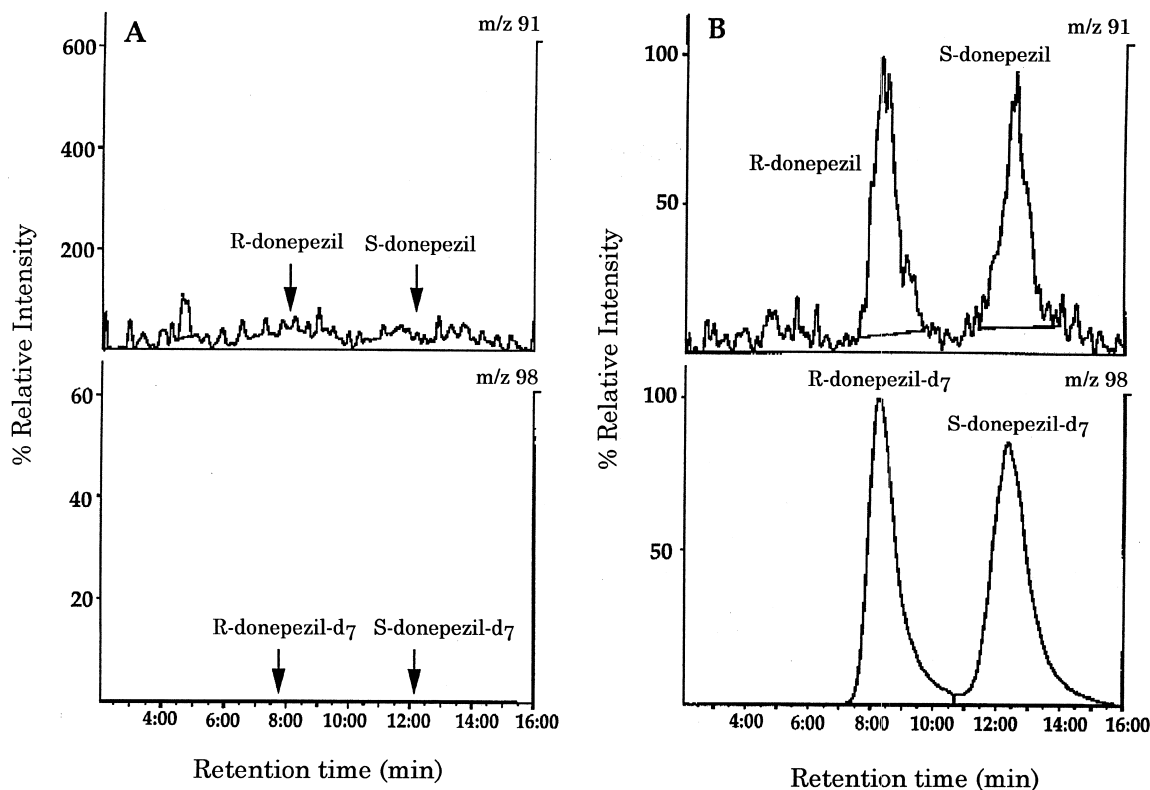 A
m/z 91
600
400
200
R-donepezil
S-donepezil
m/z 98
60
40
20
R-donepezil-d7
S-donepezil-d7
4:00 6:00 8:00 10:00 12:00 14:00 16:00
Retention time (min)
% Relative Intensity
B
m/z 91
100
50
S-donepezil
R-donepezil
R-donepezil-d7
m/z 98
100
50
S-donepezil-d7
4:00 6:00 8:00 10:00 12:00 14:00 16:00
Retention time (min)
% Relative Intensity